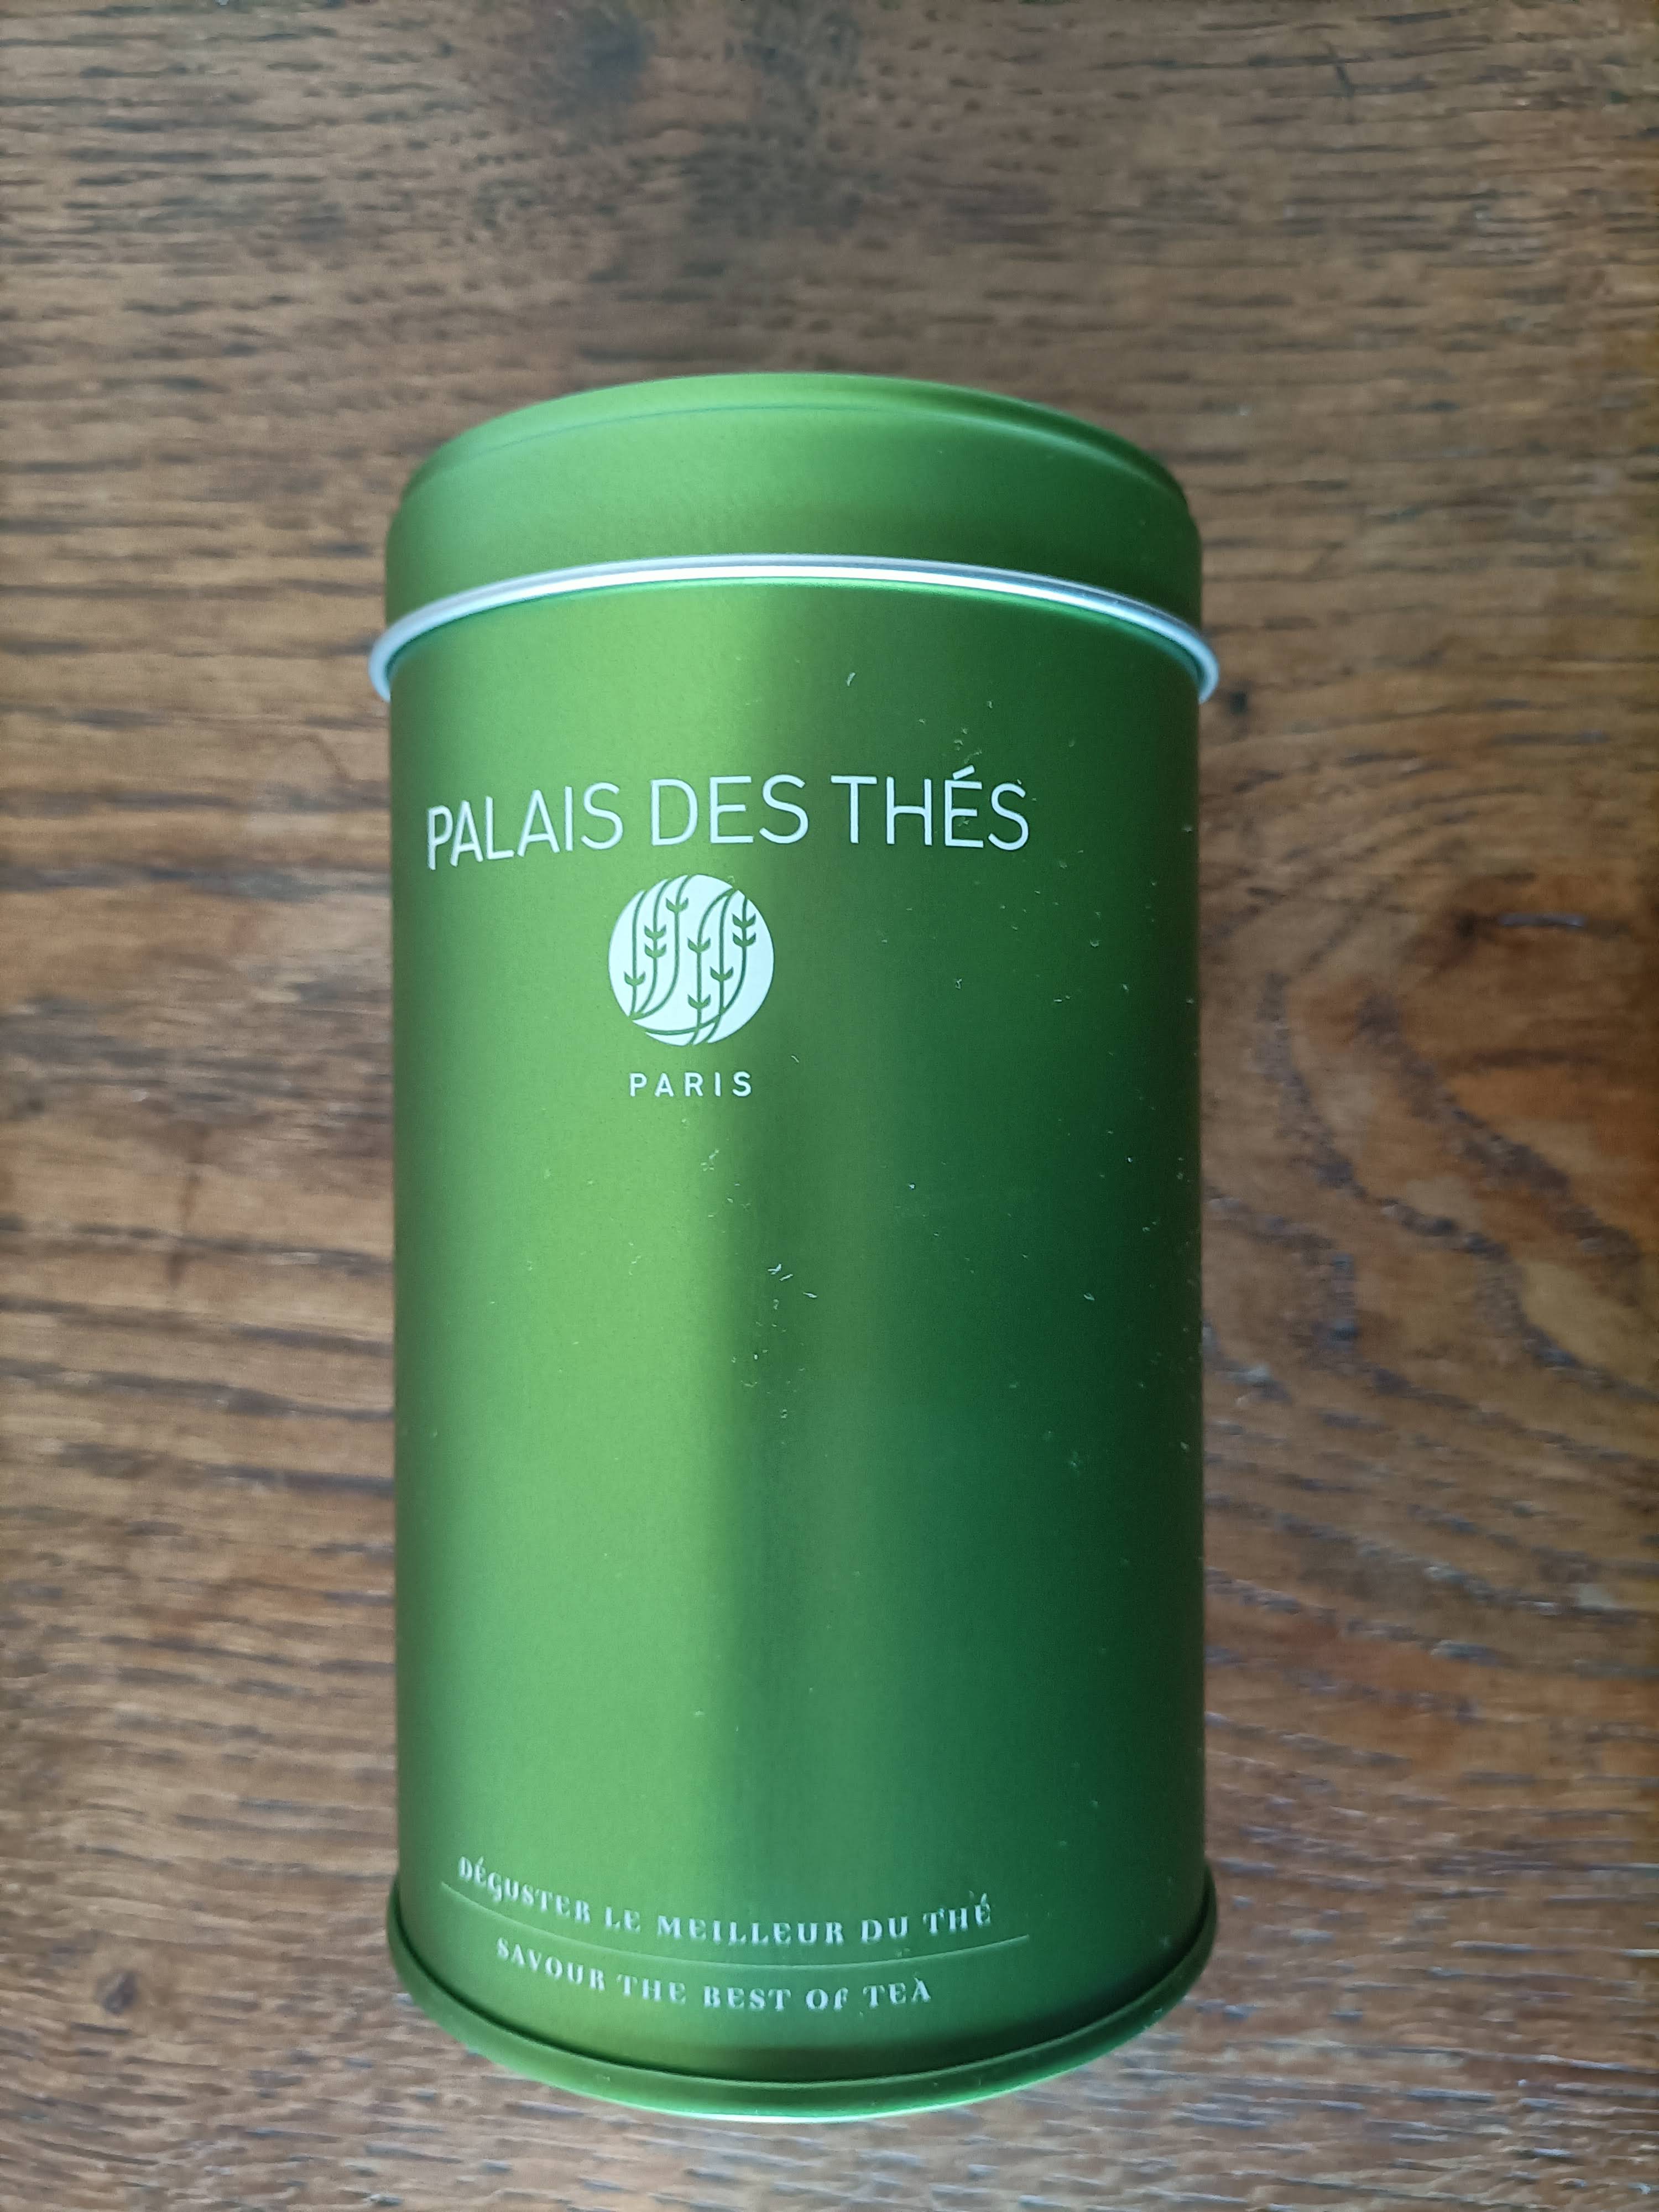 PALAIS DES THÉS
PARIS
DÉGUSTER LE MEILLEUR DU THÉ
SAVOUR THE BEST OF TEA